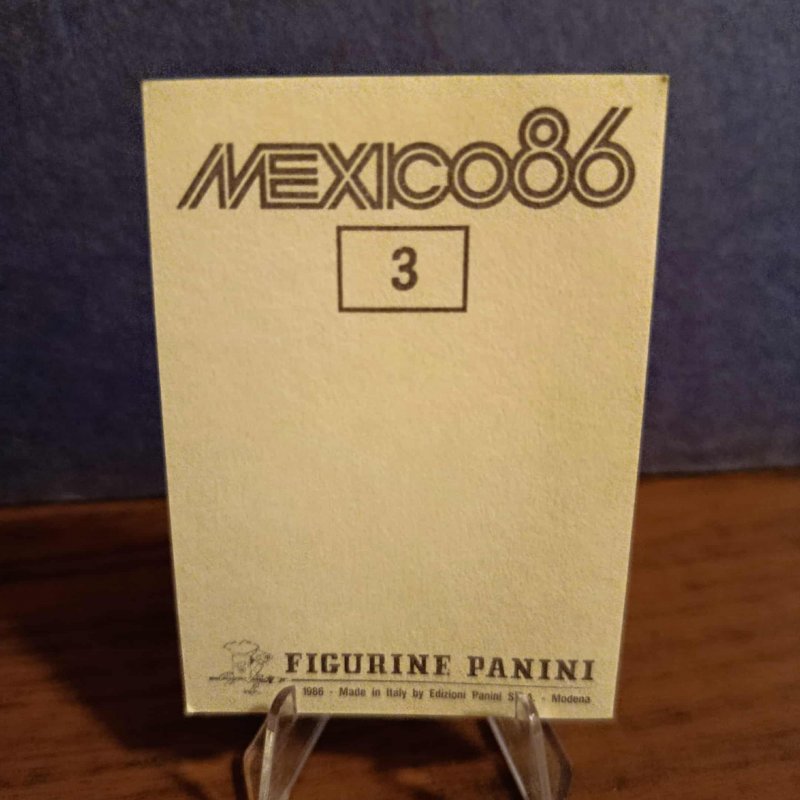 MEXICO86
3
FIGURINE PANINI
1986 - Made in Italy by Edizioni Panini S.p.A. - Modena